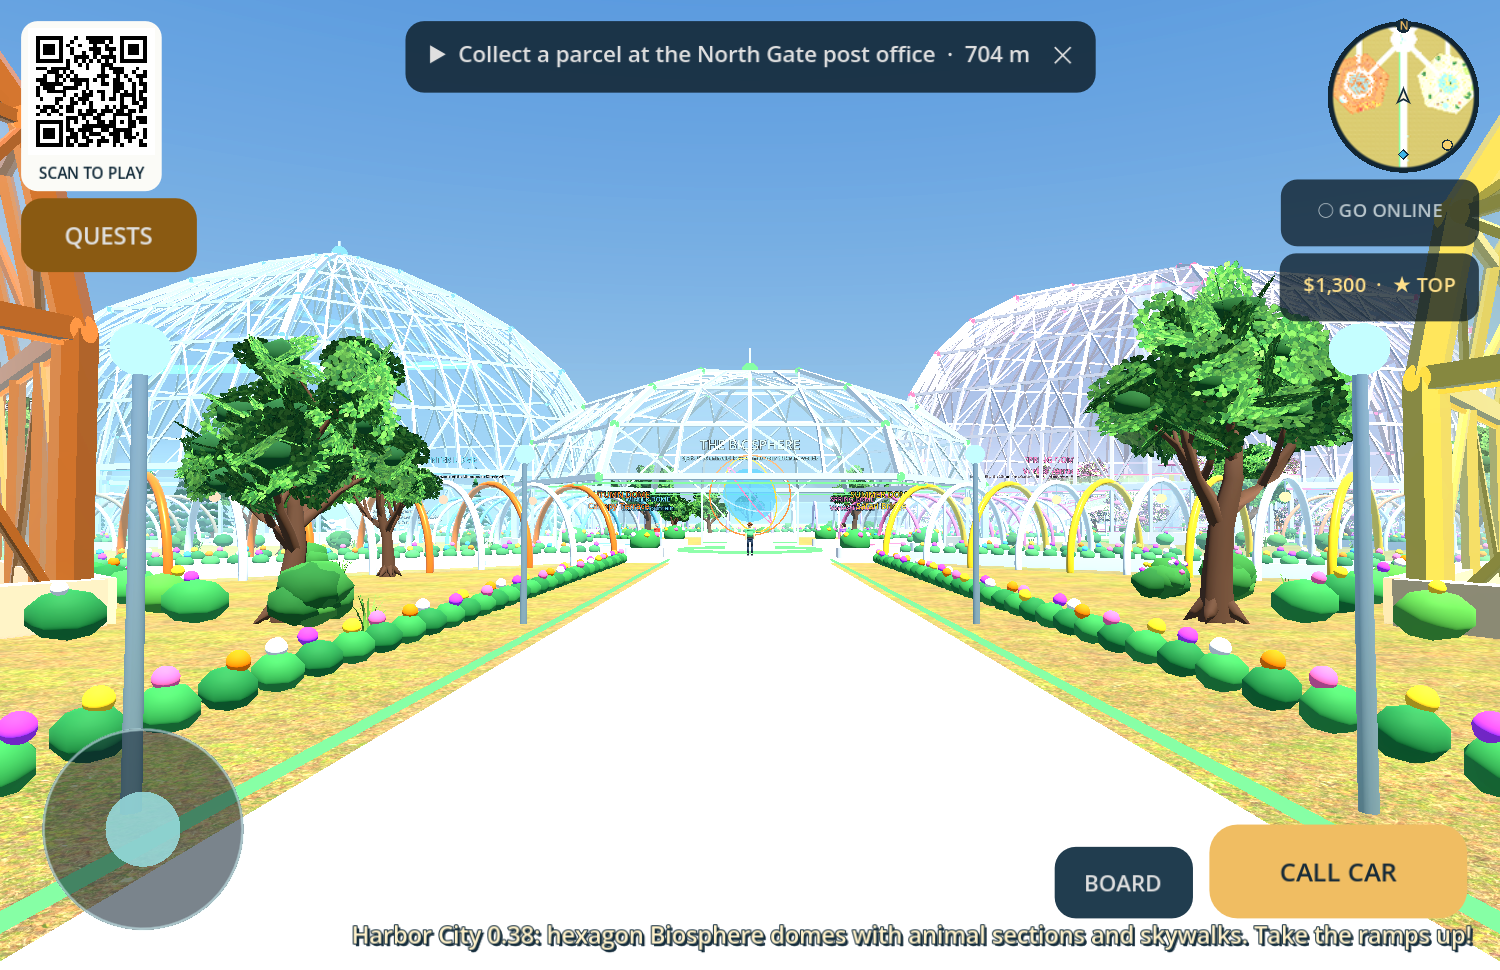 ▶ Collect a parcel at the North Gate post office · 704 m ✕
SCAN TO PLAY
QUESTS
N
GO ONLINE
$1,300 · ★ TOP
THE BIOSPHERE
BOARD
CALL CAR
Harbor City 0.38: hexagon Biosphere domes with animal sections and skywalks. Take the ramps up!